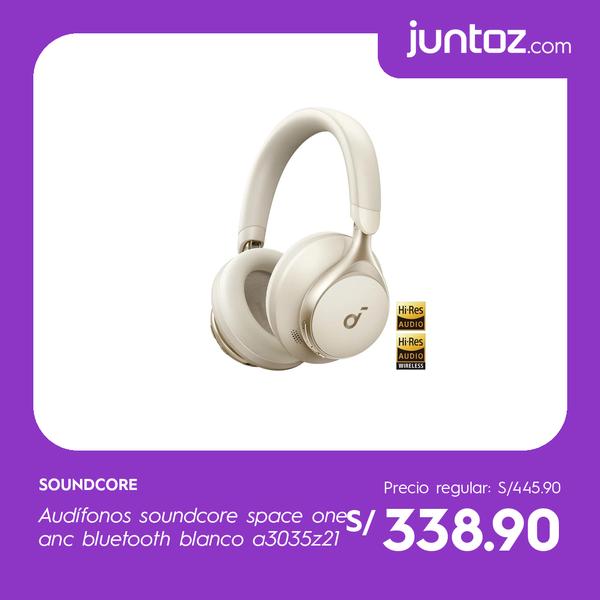 juntoz.com
Hi-Res
AUDIO
Hi-Res
AUDIO
WIRELESS
SOUNDCORE
Audífonos soundcore space one
anc bluetooth blanco a3035z21
Precio regular: S/445.90
S/ 338.90